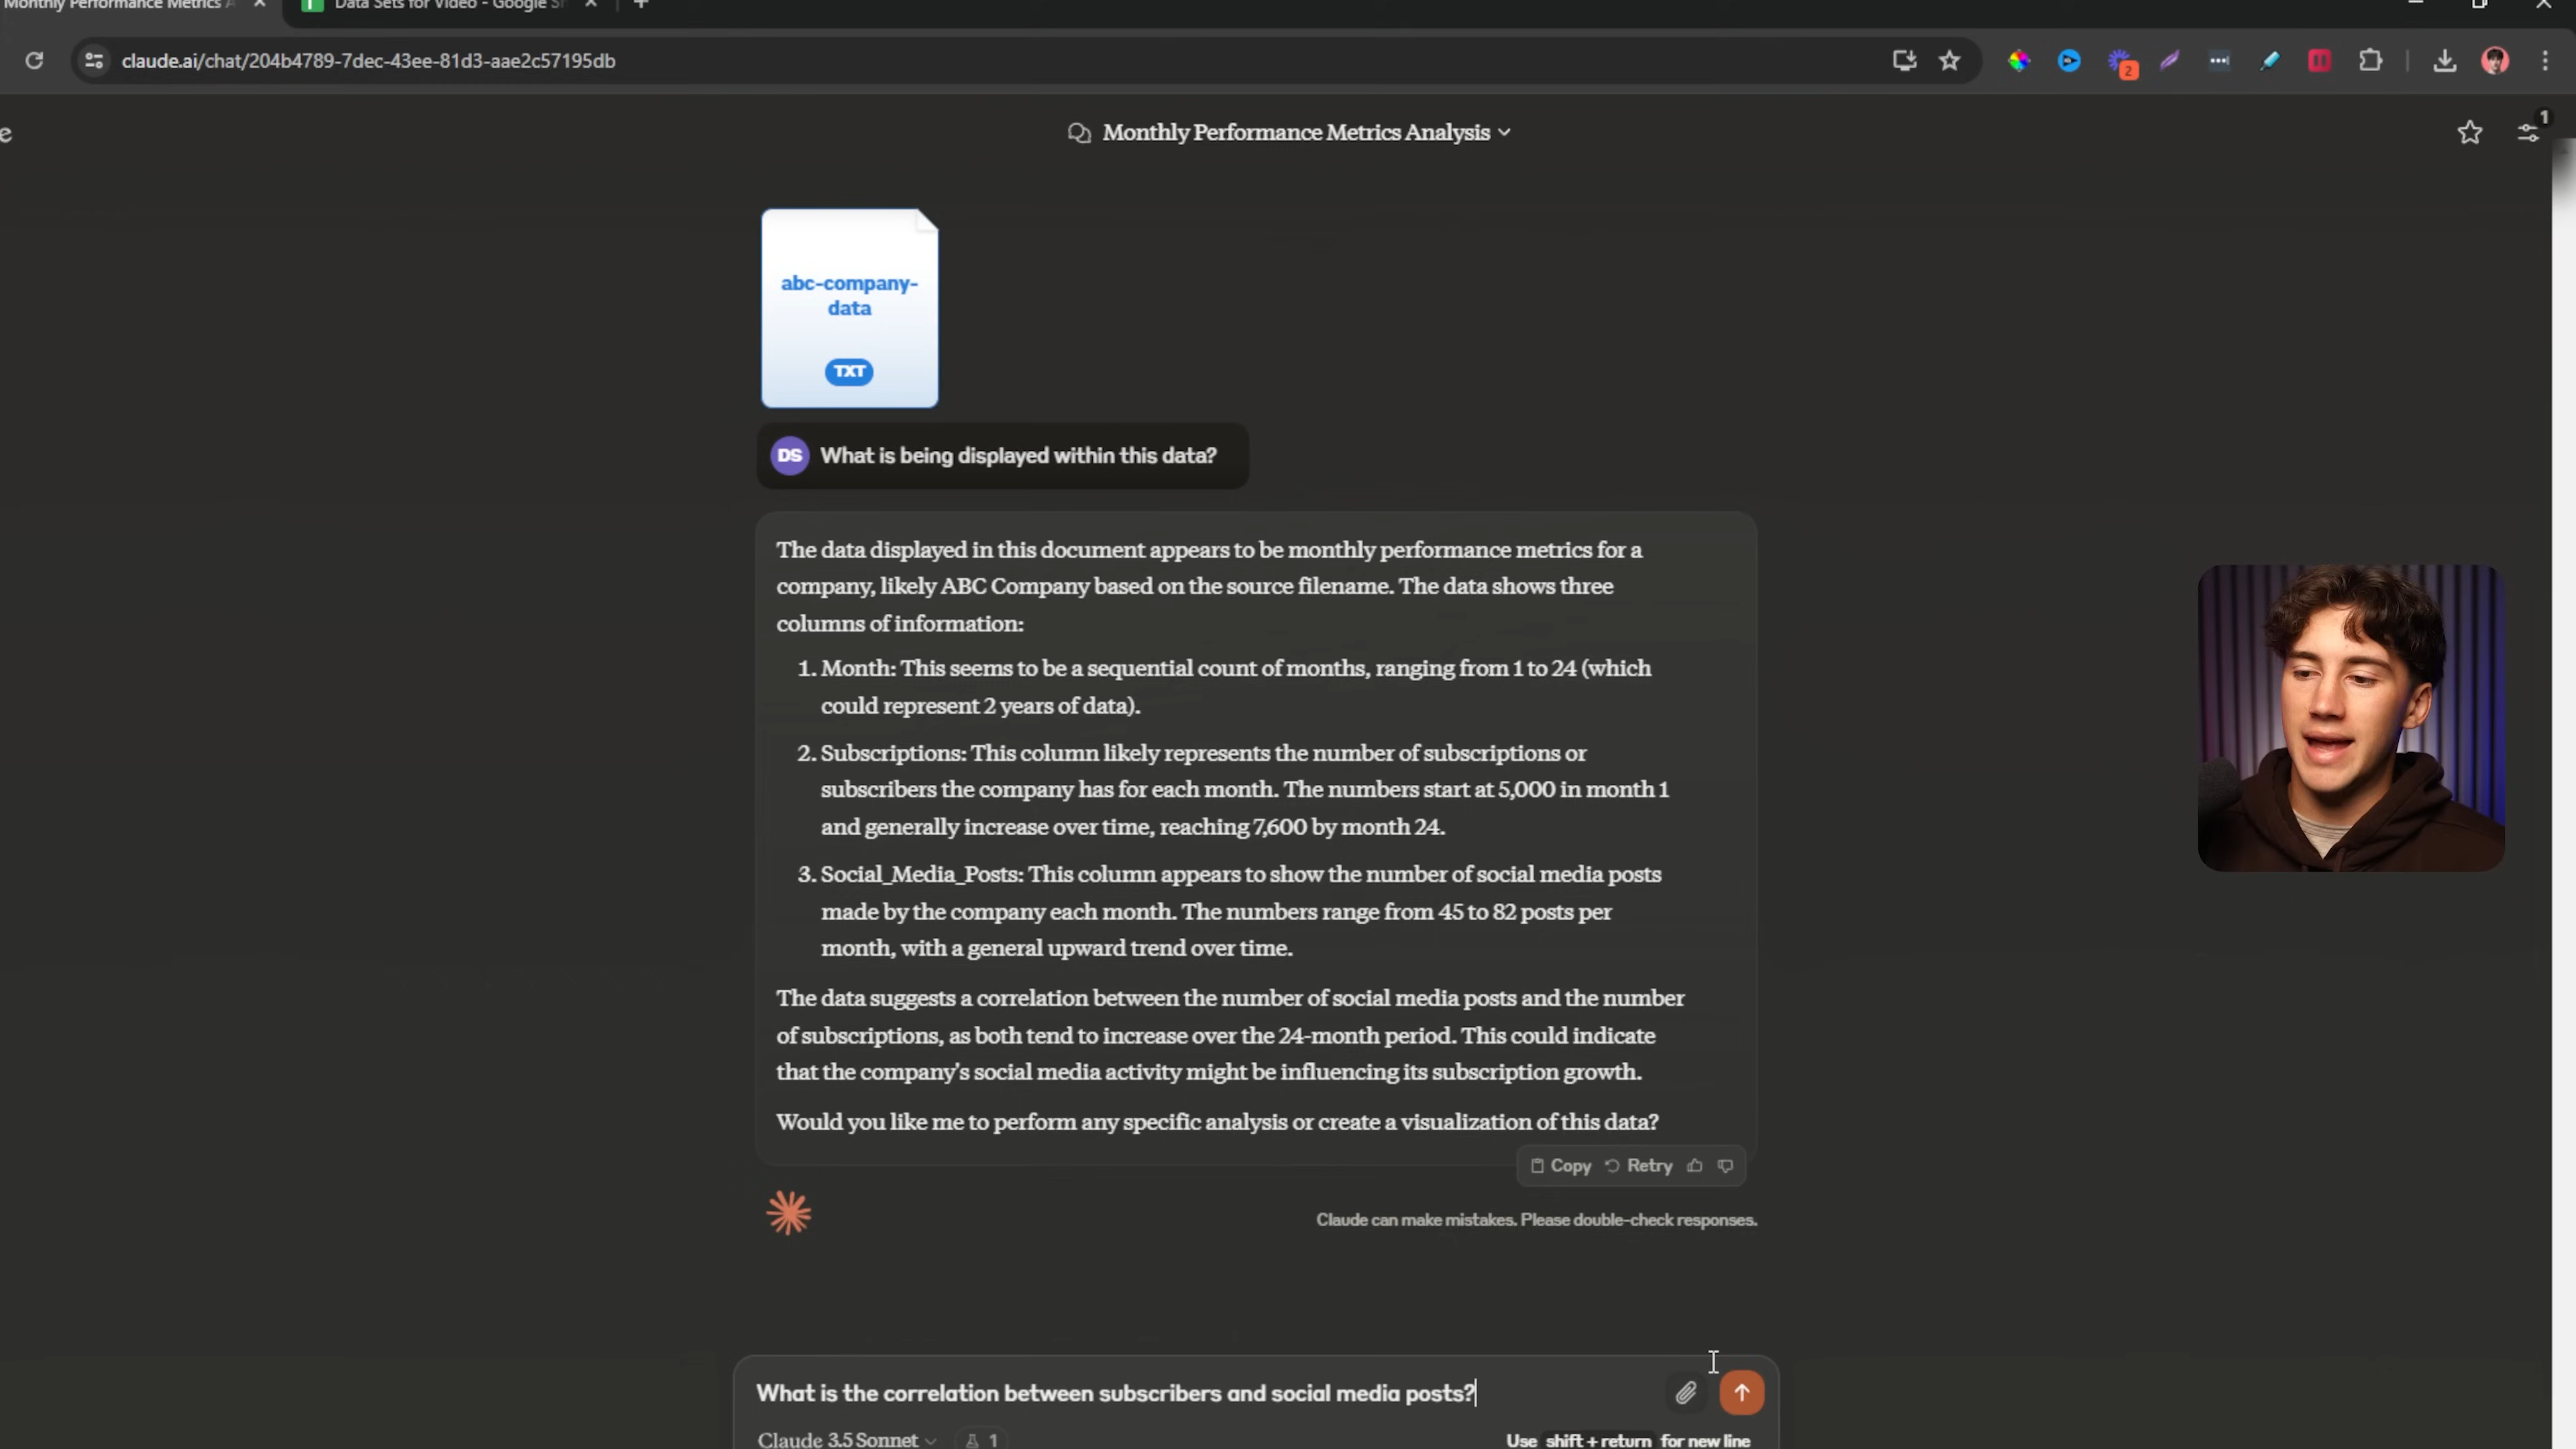 Monthly Performance Metrics A
Data Sets for Video - Google Sh
claude.ai/chat/204b4789-7dec-43ee-81d3-aae2c57195db
2
e
Monthly Performance Metrics Analysis
1
abc-company-
data
TXT
DS What is being displayed within this data?
The data displayed in this document appears to be monthly performance metrics for a
company, likely ABC Company based on the source filename. The data shows three
columns of information:
1. Month: This seems to be a sequential count of months, ranging from 1 to 24 (which
could represent 2 years of data).
2. Subscriptions: This column likely represents the number of subscriptions or
subscribers the company has for each month. The numbers start at 5,000 in month 1
and generally increase over time, reaching 7,600 by month 24.
3. Social_Media_Posts: This column appears to show the number of social media posts
made by the company each month. The numbers range from 45 to 82 posts per
month, with a general upward trend over time.
The data suggests a correlation between the number of social media posts and the number
of subscriptions, as both tend to increase over the 24-month period. This could indicate
that the company's social media activity might be influencing its subscription growth.
Would you like me to perform any specific analysis or create a visualization of this data?
Copy Retry
Claude can make mistakes. Please double-check responses.
What is the correlation between subscribers and social media posts?
Claude 3.5 Sonnet 1
Use shift + return for new line